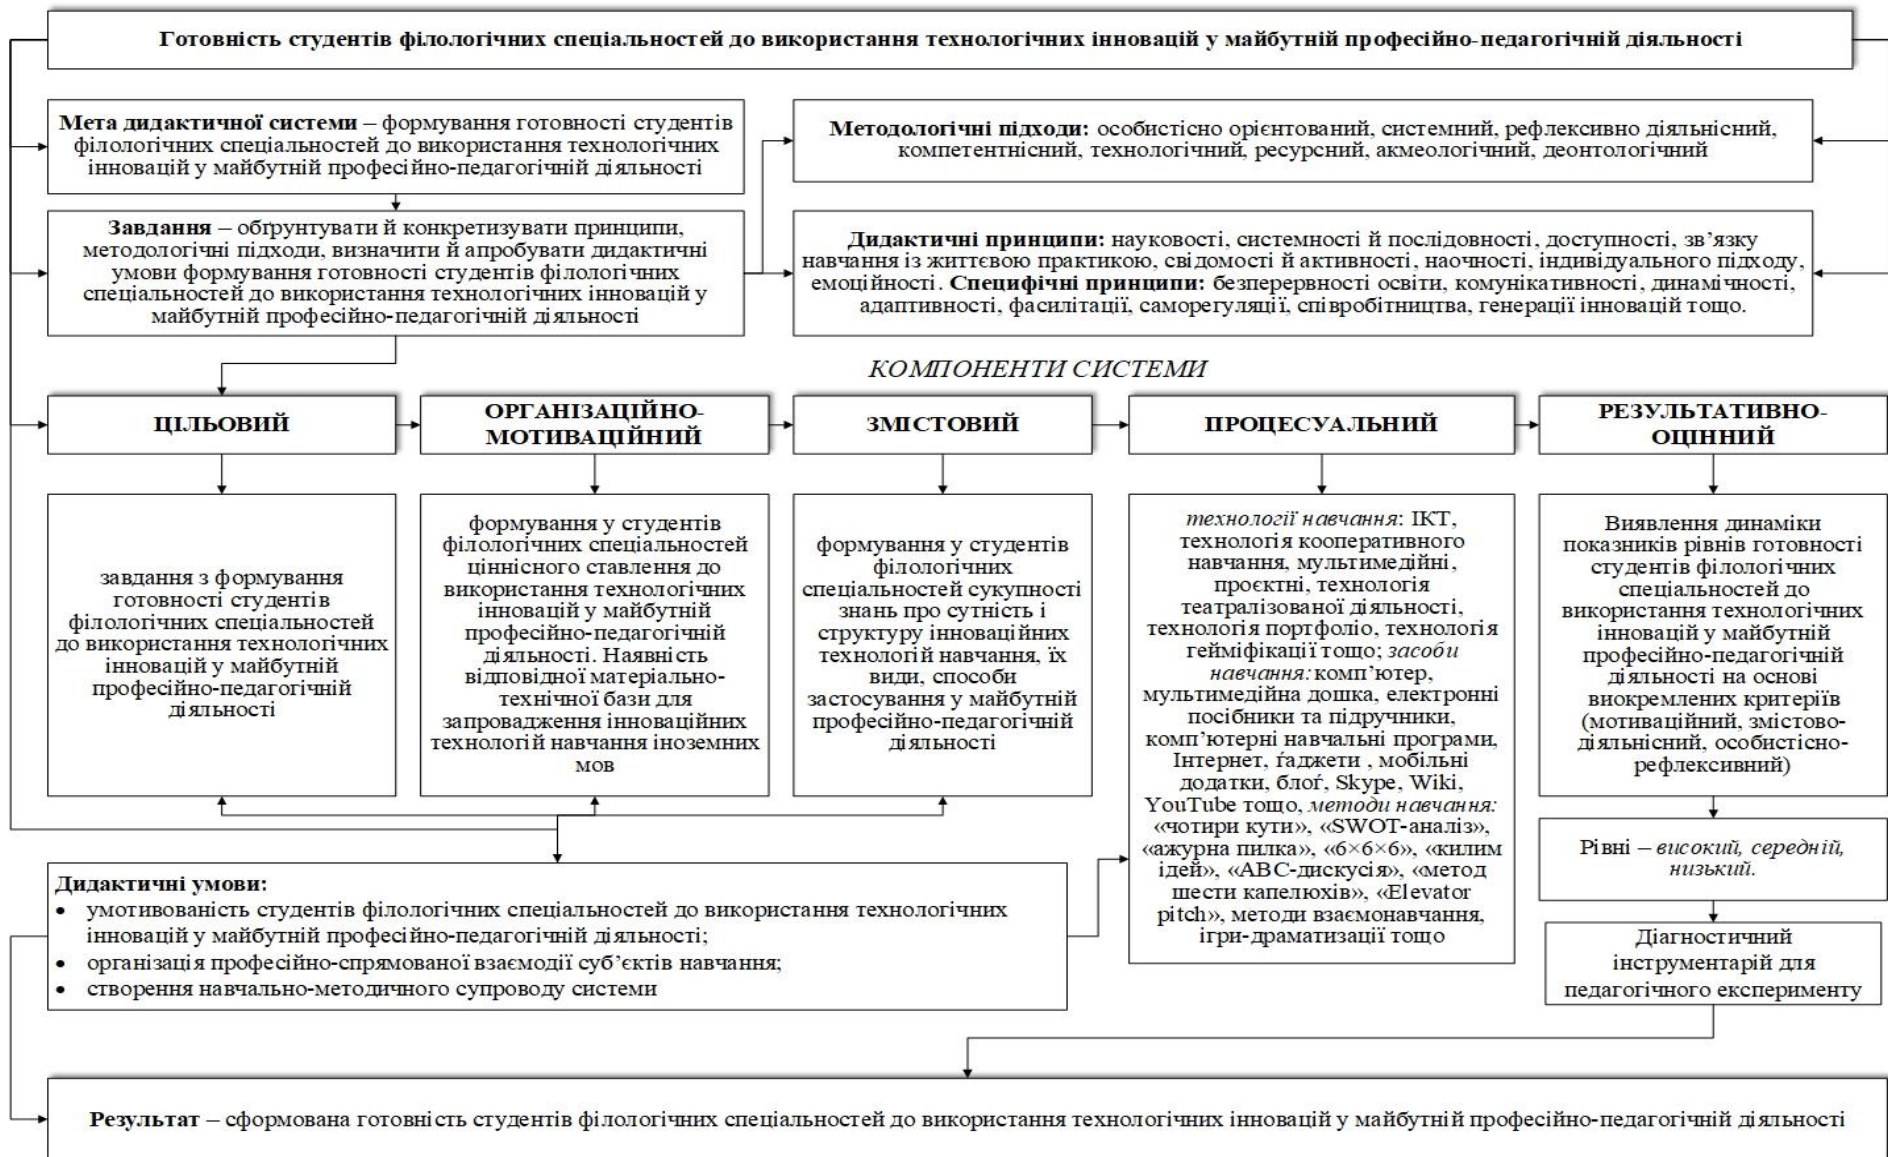 Готовність студентів філологічних спеціальностей до використання технологічних інновацій у майбутній професійно-педагогічній діяльності
Мета дидактичної системи – формування готовності студентів
філологічних спеціальностей до використання технологічних
інновацій у майбутній професійно-педагогічній діяльності
Методологічні підходи: особистісно орієнтований, системний, рефлексивно діяльнісний,
компетентнісний, технологічний, ресурсний, акмеологічний, деонтологічний
Завдання – обґрунтувати й конкретизувати принципи,
методологічні підходи, визначити й апробувати дидактичні
умови формування готовності студентів філологічних
спеціальностей до використання технологічних інновацій у
майбутній професійно-педагогічній діяльності
Дидактичні принципи: науковості, системності й послідовності, доступності, зв’язку
навчання із життєвою практикою, свідомості й активності, наочності, індивідуального підходу,
емоційності. Специфічні принципи: безперервності освіти, комунікативності, динамічності,
адаптивності, фасилітації, саморегуляції, співробітництва, генерації інновацій тощо.
КОМПОНЕНТИ СИСТЕМИ
ЦІЛЬОВИЙ
ОРГАНІЗАЦІЙНО-
МОТИВАЦІЙНИЙ
ЗМІСТОВИЙ
ПРОЦЕСУАЛЬНИЙ
РЕЗУЛЬТАТИВНО-
ОЦІННИЙ
завдання з формування
готовності студентів
філологічних спеціальностей
до використання технологічних
інновацій у майбутній
професійно-педагогічній
діяльності
формування у студентів
філологічних спеціальностей
ціннісного ставлення до
використання технологічних
інновацій у майбутній
професійно-педагогічній
діяльності. Наявність
відповідної матеріально-
технічної бази для
запровадження інноваційних
технологій навчання іноземних
мов
формування у студентів
філологічних
спеціальностей сукупності
знань про сутність і
структуру інноваційних
технологій навчання, їх
види, способи
застосування у майбутній
професійно-педагогічній
діяльності
технології навчання: ІКТ,
технологія кооперативного
навчання, мультимедійні,
проєктні, технологія
театралізованої діяльності,
технологія портфоліо, технологія
гейміфікації тощо; засоби
навчання: комп’ютер,
мультимедійна дошка, електронні
посібники та підручники,
комп’ютерні навчальні програми,
Інтернет, ґаджети , мобільні
додатки, блоґ, Skype, Wiki,
YouTube тощо, методи навчання:
«чотири кути», «SWOT-аналіз»,
«ажурна пилка», «6×6×6», «килим
ідей», «АВС-дискусія», «метод
шести капелюхів», «Elevator
pitch», методи взаємонавчання,
ігри-драматизації тощо
Виявлення динаміки
показників рівнів готовності
студентів філологічних
спеціальностей до
використання технологічних
інновацій у майбутній
професійно-педагогічній
діяльності на основі
виокремлених критеріїв
(мотиваційний, змістово-
діяльнісний, особистісно-
рефлексивний)
Рівні – високий, середній,
низький.
Діагностичний
інструментарій для
педагогічного експерименту
Дидактичні умови:
• умотивованість студентів філологічних спеціальностей до використання технологічних
інновацій у майбутній професійно-педагогічній діяльності;
• організація професійно-спрямованої взаємодії суб’єктів навчання;
• створення навчально-методичного супроводу системи
Результат – сформована готовність студентів філологічних спеціальностей до використання технологічних інновацій у майбутній професійно-педагогічній діяльності